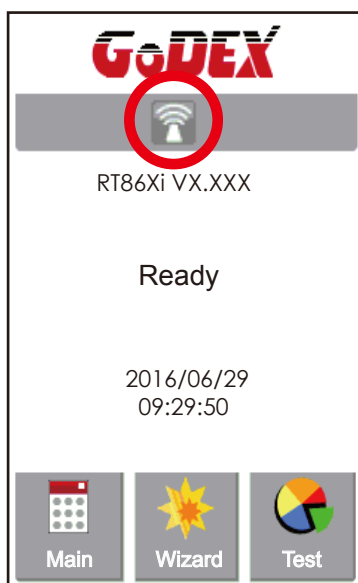 GoDEX
RT86Xi VX.XXX
Ready
2016/06/29
09:29:50
Main Wizard Test